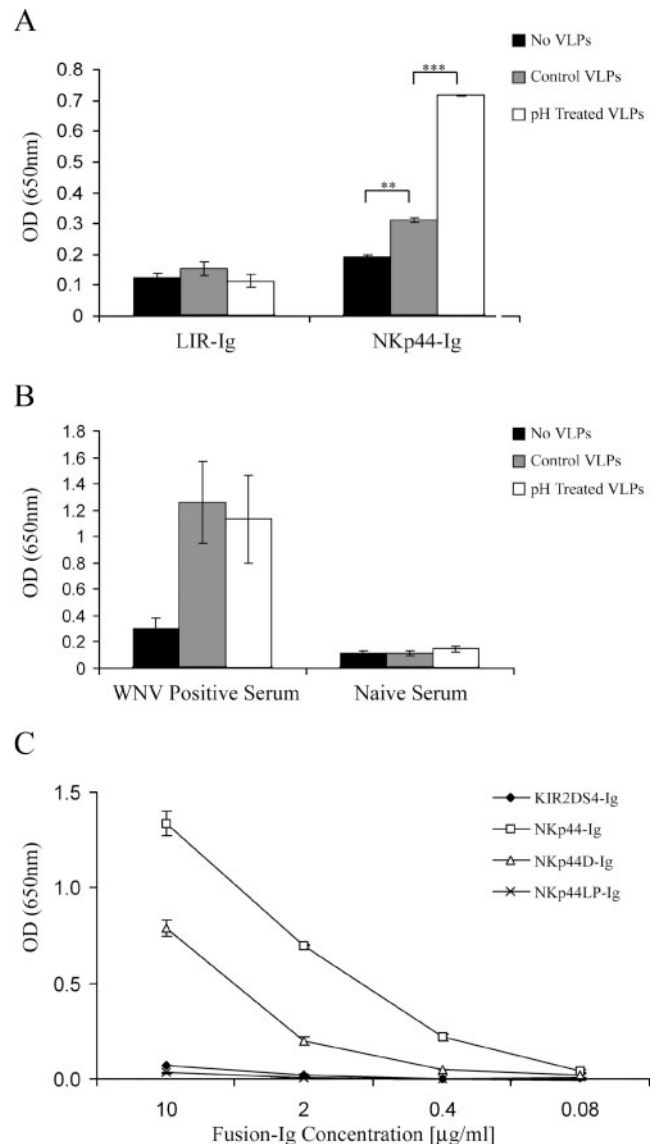 A
No VLPs
Control VLPs
pH Treated VLPs
OD (650nm)
0.8
0.7
0.6
0.5
0.4
0.3
0.2
0.1
0
**
***
LIR-Ig
NKp44-Ig
B
No VLPs
Control VLPs
pH Treated VLPs
OD (650nm)
1.8
1.6
1.4
1.2
1
0.8
0.6
0.4
0.2
0
WNV Positive Serum
Naive Serum
C
KIR2DS4-Ig
NKp44-Ig
NKp44D-Ig
NKp44LP-Ig
OD (650nm)
1.5
1.0
0.5
0.0
10
2
0.4
0.08
Fusion-Ig Concentration [µg/ml]